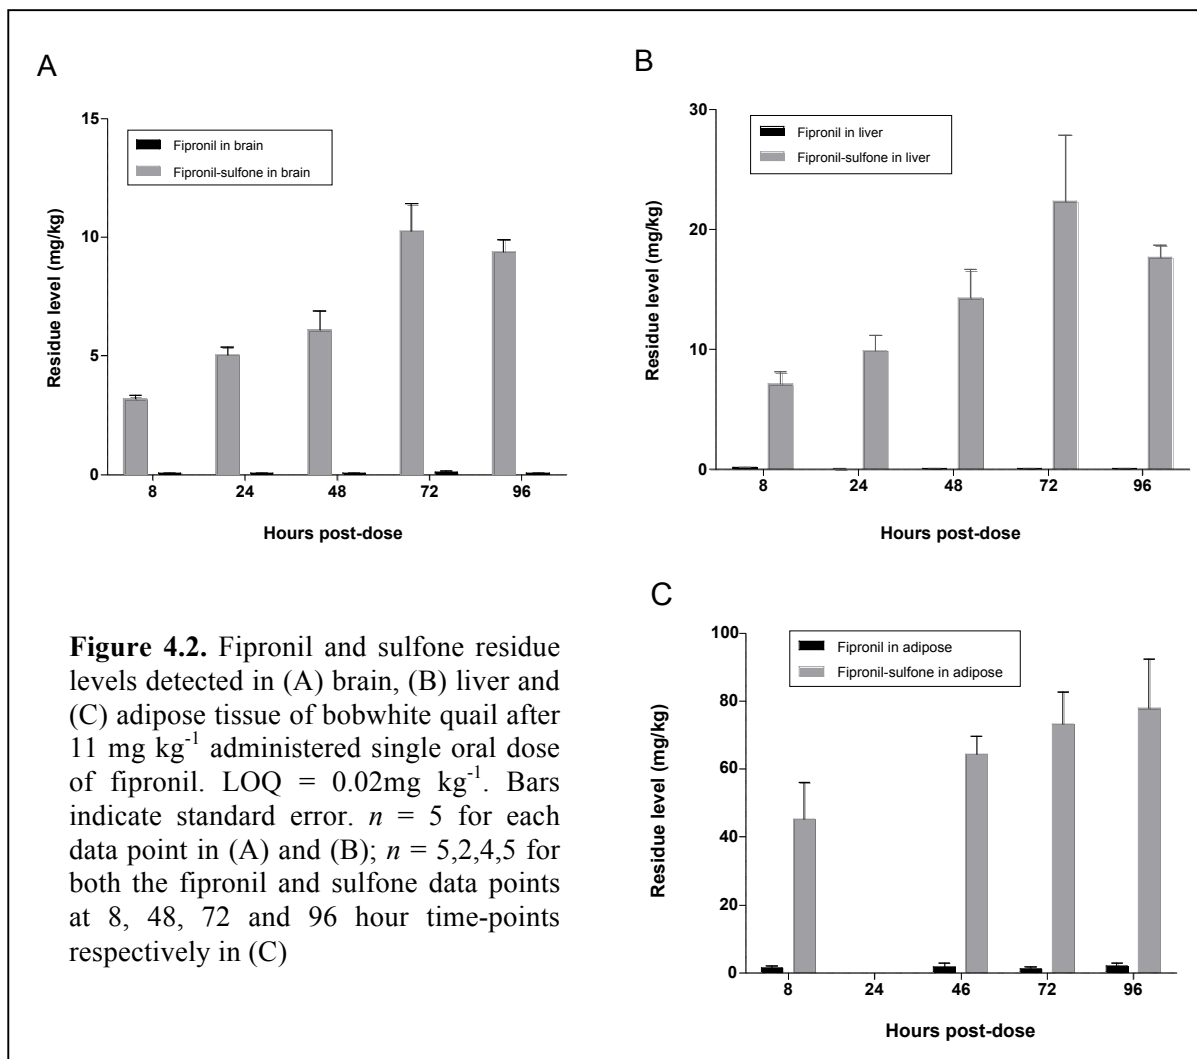 A
15
10
5
0
Residue level (mg/kg)
Fipronil in brain
Fipronil-sulfone in brain
8 24 48 72 96
Hours post-dose
B
30
20
10
0
Residue level (mg/kg)
Fipronil in liver
Fipronil-sulfone in liver
8 24 48 72 96
Hours post-dose
Figure 4.2. Fipronil and sulfone residue
levels detected in (A) brain, (B) liver and
(C) adipose tissue of bobwhite quail after
11 mg kg⁻¹ administered single oral dose
of fipronil. LOQ = 0.02mg kg⁻¹. Bars
indicate standard error. n = 5 for each
data point in (A) and (B); n = 5,2,4,5 for
both the fipronil and sulfone data points
at 8, 48, 72 and 96 hour time-points
respectively in (C)
C
100
80
60
40
20
0
Residue level (mg/kg)
Fipronil in adipose
Fipronil-sulfone in adipose
8 24 46 72 96
Hours post-dose